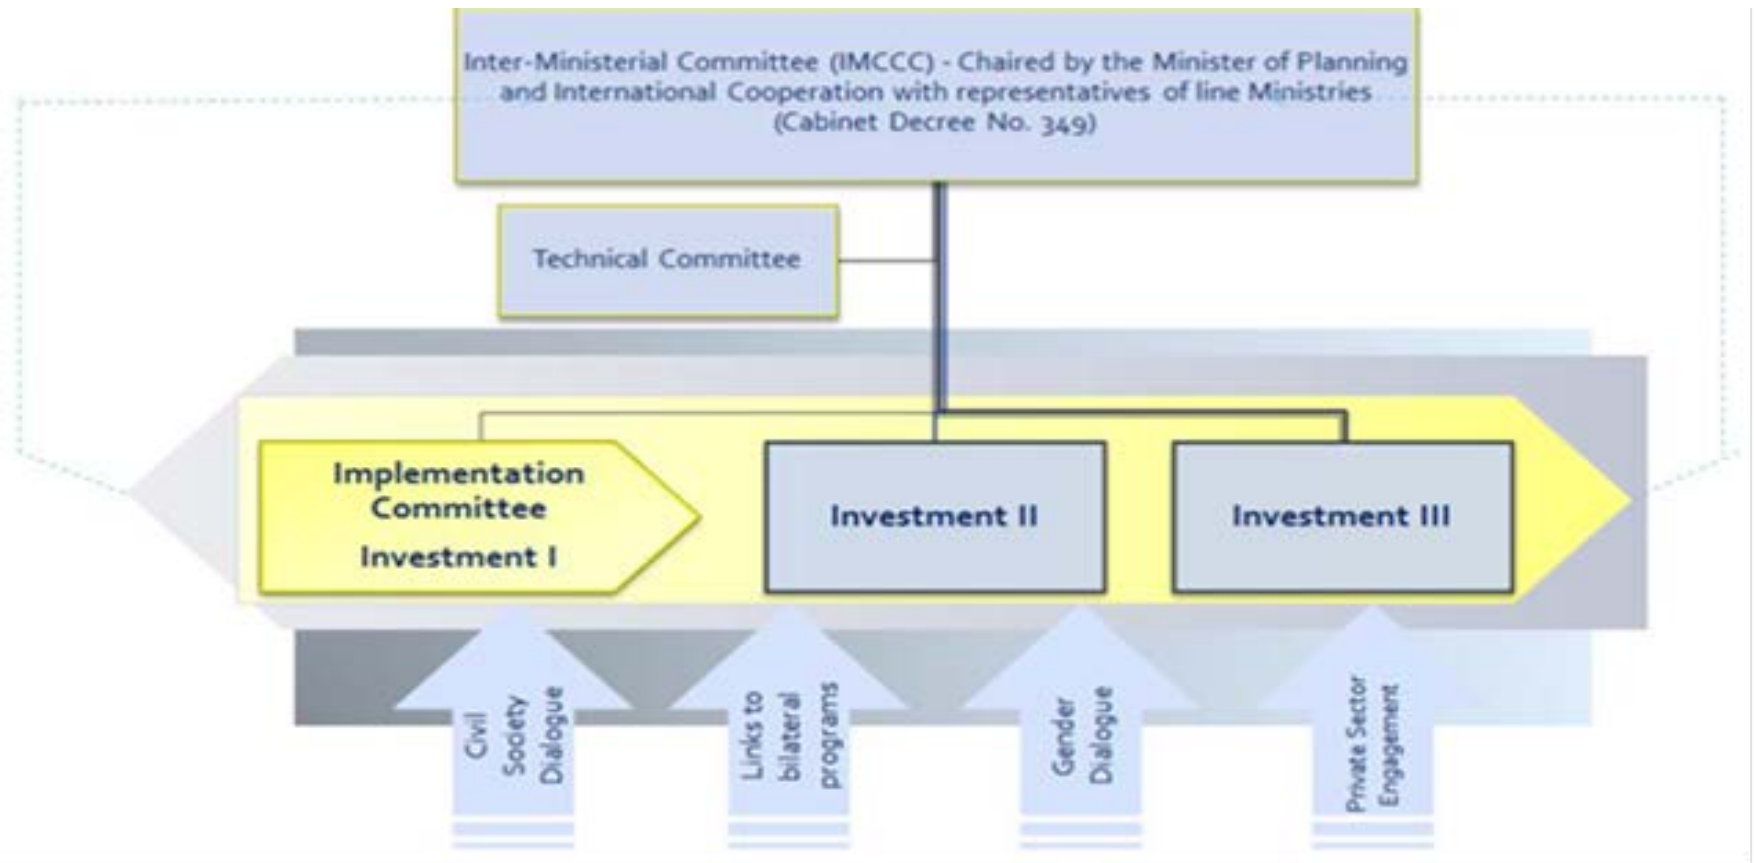 Inter-Ministerial Committee (IMCCC) - Chaired by the Minister of Planning
and International Cooperation with representatives of line Ministries
(Cabinet Decree No. 349)
Technical Committee
Implementation
Committee
Investment I
Investment II
Investment III
Civil
Society
Dialogue
Links to
bilateral
programs
Gender
Dialogue
Private Sector
Engagement